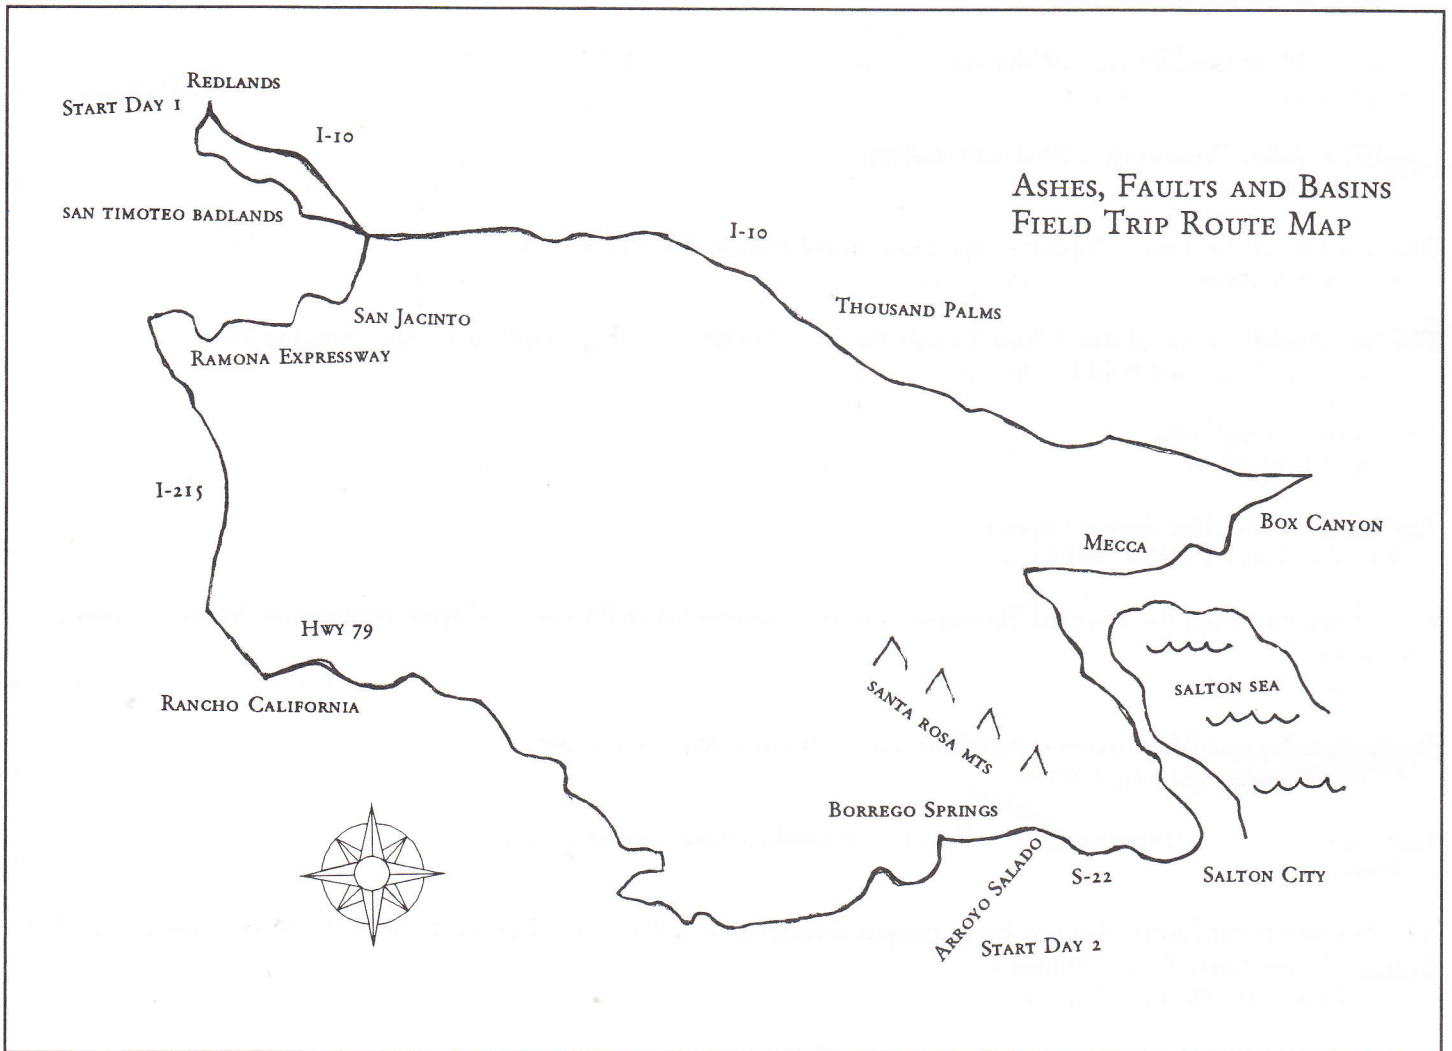 REDLANDS
START DAY 1
I-10
SAN TIMOTEO BADLANDS
ASHES, FAULTS AND BASINS
FIELD TRIP ROUTE MAP
I-10
THOUSAND PALMS
SAN JACINTO
RAMONA EXPRESSWAY
I-215
BOX CANYON
MECCA
HWY 79
RANCHO CALIFORNIA
SANTA ROSA MTS
SALTON SEA
BORREGO SPRINGS
ARROYO SALADO
S-22
SALTON CITY
START DAY 2